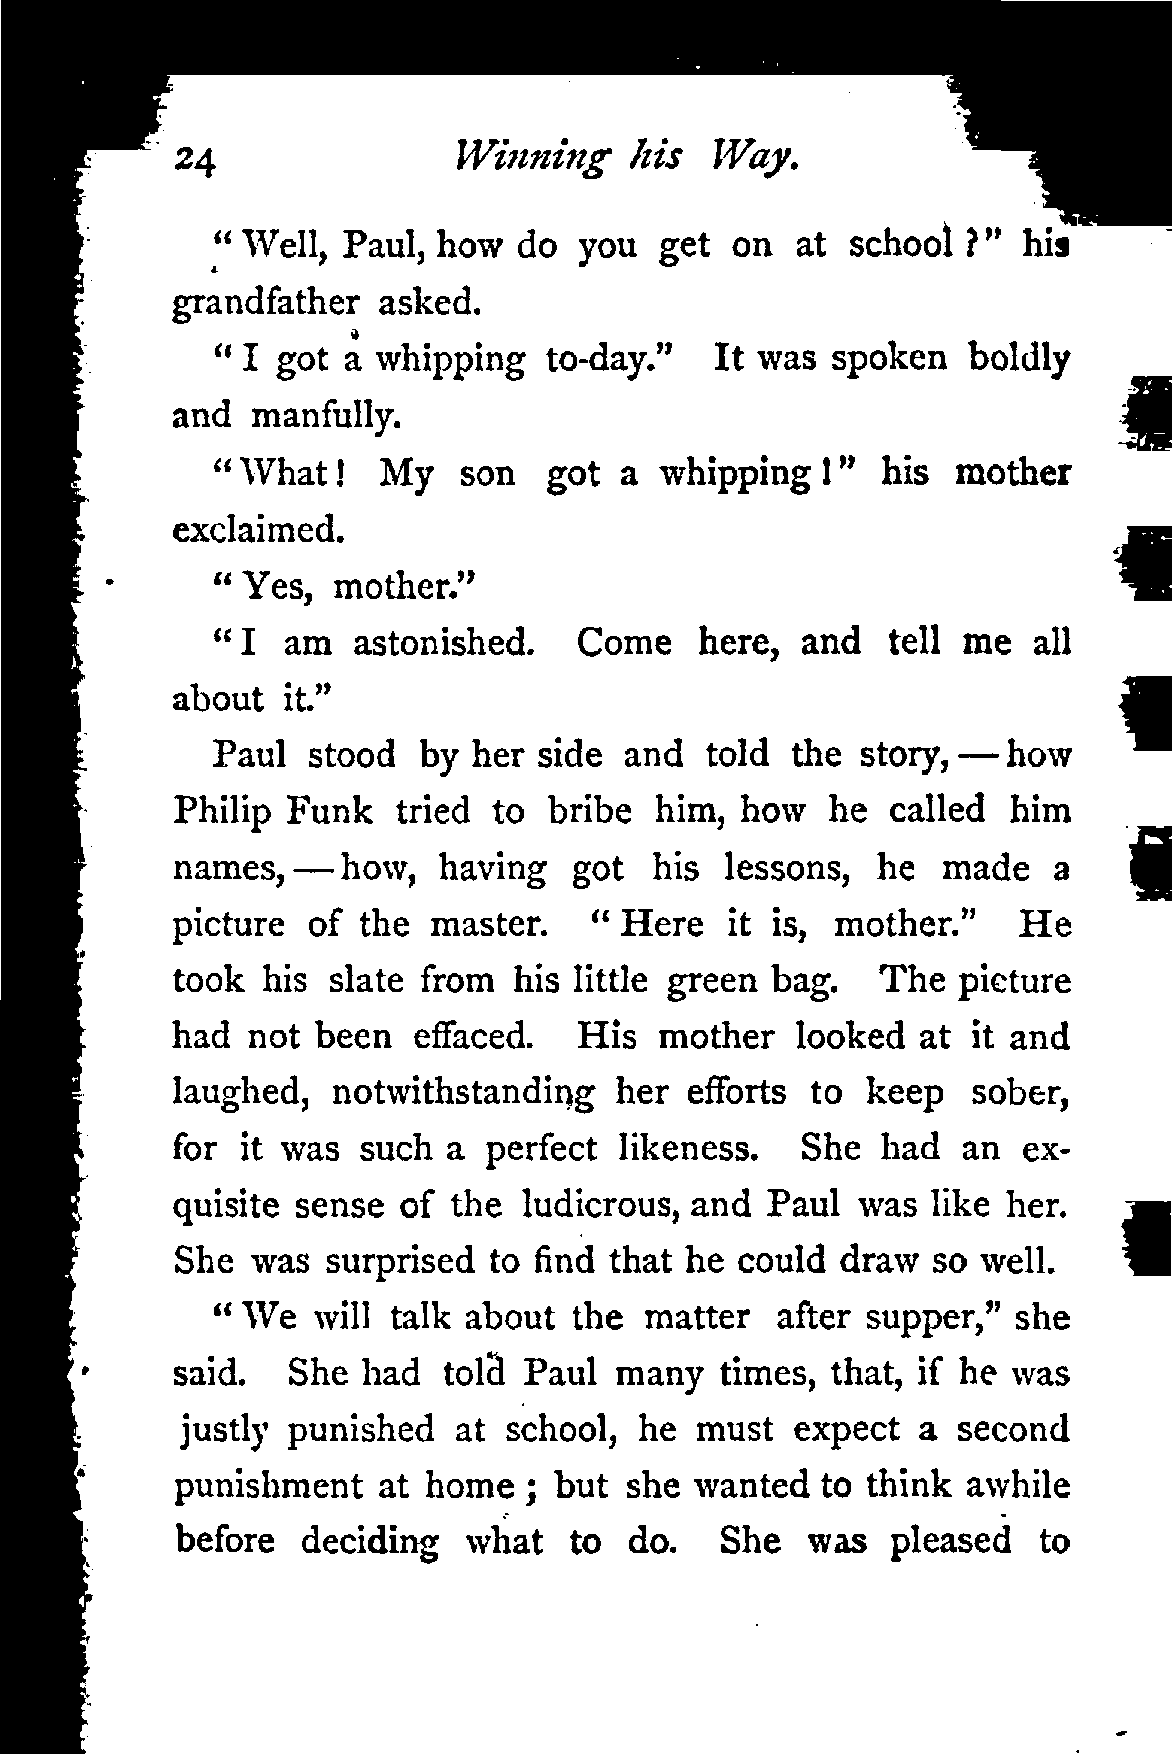 24 Winning his Way.
“Well, Paul, how do you get on at school?” his
grandfather asked.
“I got a whipping to-day.” It was spoken boldly
and manfully.
“What! My son got a whipping!” his mother
exclaimed.
“Yes, mother.”
“I am astonished. Come here, and tell me all
about it.”
Paul stood by her side and told the story, — how
Philip Funk tried to bribe him, how he called him
names, — how, having got his lessons, he made a
picture of the master. “Here it is, mother.” He
took his slate from his little green bag. The picture
had not been effaced. His mother looked at it and
laughed, notwithstanding her efforts to keep sober,
for it was such a perfect likeness. She had an ex-
quisite sense of the ludicrous, and Paul was like her.
She was surprised to find that he could draw so well.
“We will talk about the matter after supper,” she
said. She had told Paul many times, that, if he was
justly punished at school, he must expect a second
punishment at home; but she wanted to think awhile
before deciding what to do. She was pleased to